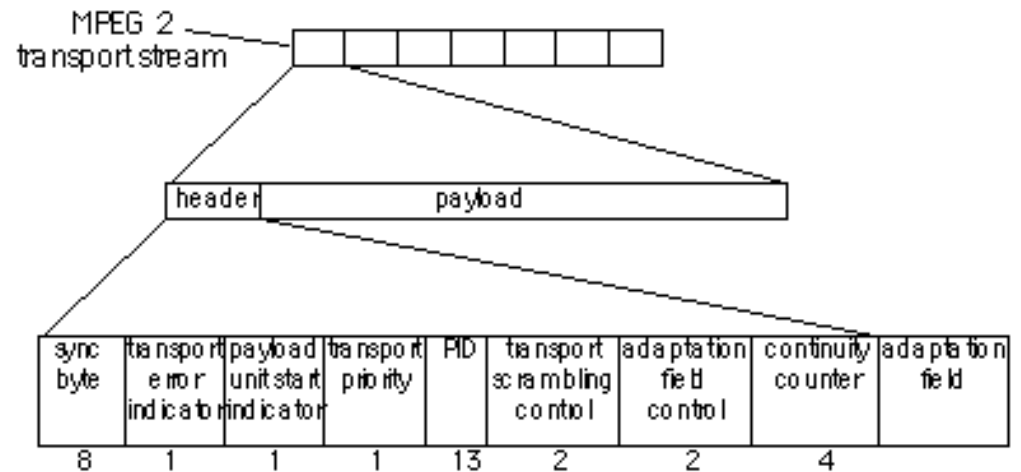 MPEG 2
transport stream
header
payload
sync
byte
transport
error
indicator
payload
unit start
indicator
transport
priority
PID
transport
scrambling
control
adaptation
field
control
continuity
counter
adaptation
field
8 1 1 1 13 2 2 4